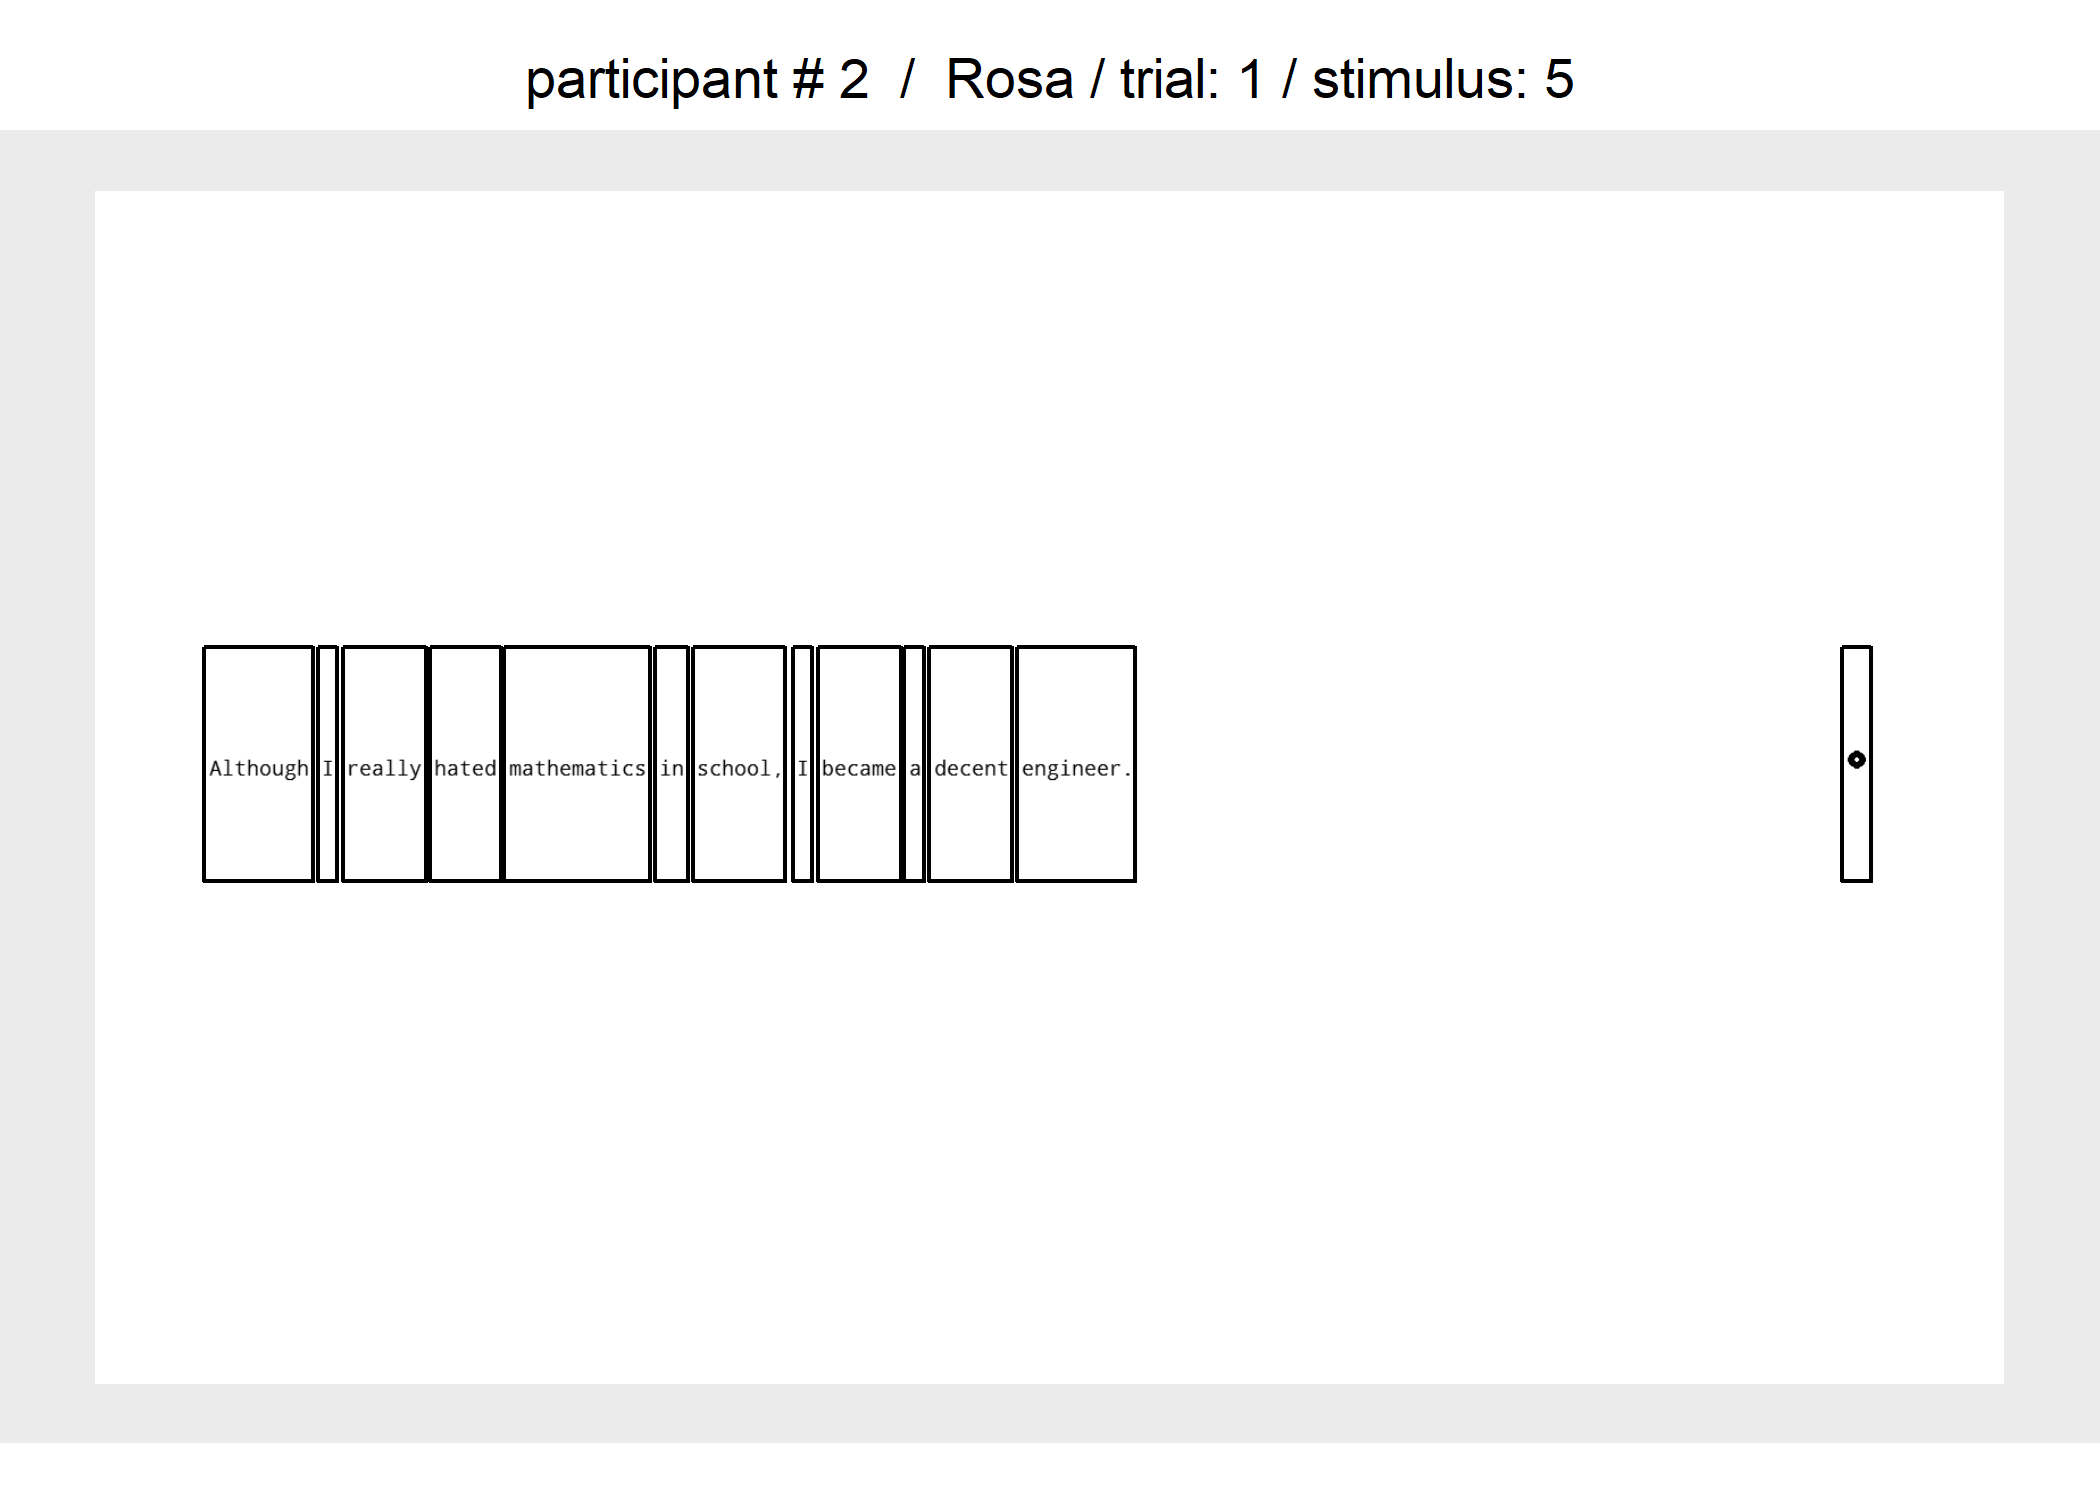 participant # 2 / Rosa / trial: 1 / stimulus: 5
Although I really hated mathematics in school, I became a decent engineer.